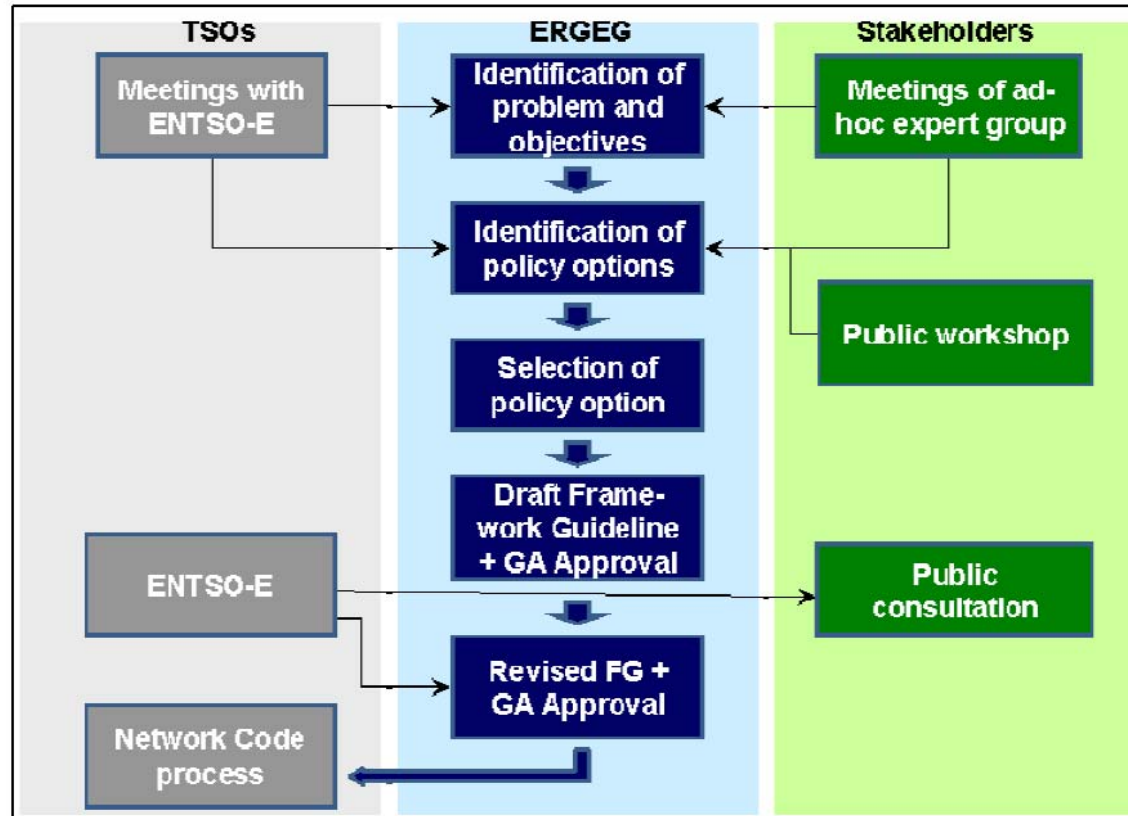 TSOs
ERGEG
Stakeholders
Meetings with
ENTSO-E
Identification of
problem and
objectives
Meetings of ad-
hoc expert group
Identification of
policy options
Public workshop
Selection of
policy option
Draft Frame-
work Guideline
+ GA Approval
ENTSO-E
Public
consultation
Revised FG +
GA Approval
Network Code
process